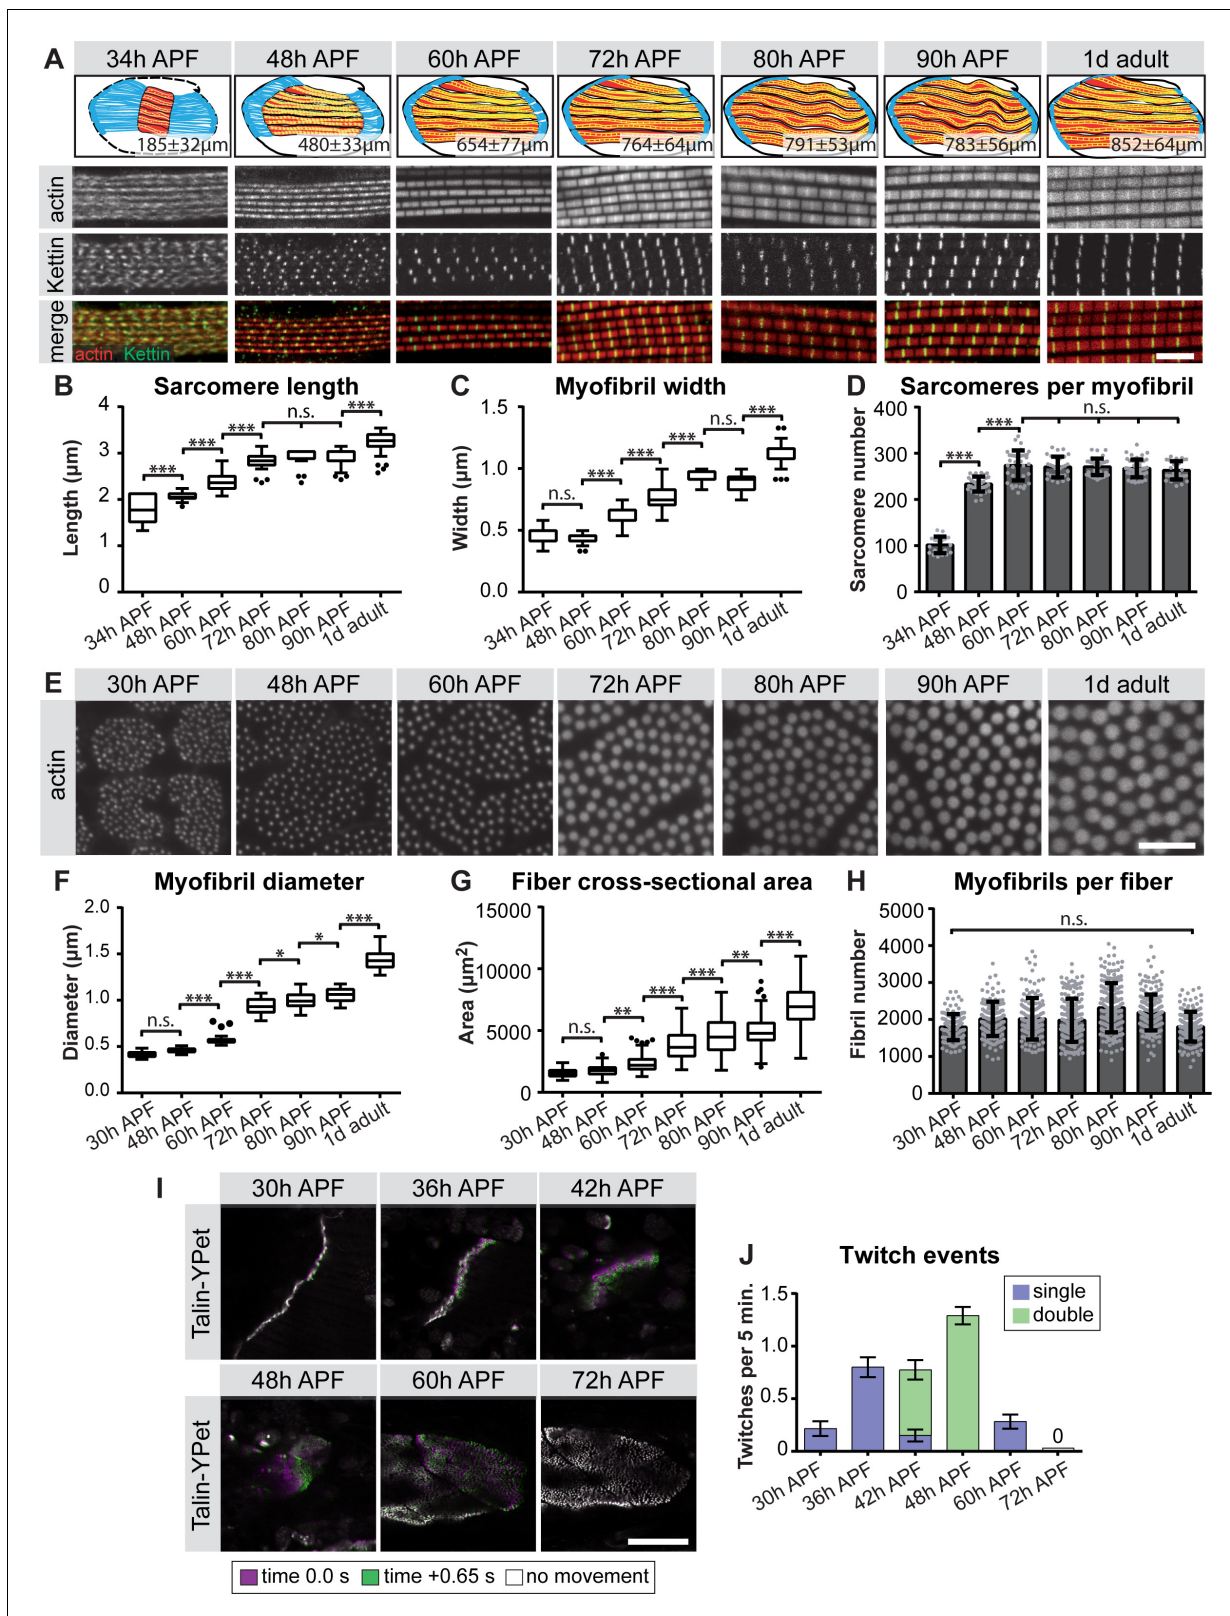 A
34h APF 48h APF 60h APF 72h APF 80h APF 90h APF 1d adult
185±32µm 480±33µm 654±77µm 764±64µm 791±53µm 783±56µm 852±64µm
actin
Kettin
merge
actin Kettin
B Sarcomere length
Length (µm)
4
3
2
1
0
*** *** *** n.s. ***
34h APF 48h APF 60h APF 72h APF 80h APF 90h APF 1d adult
C Myofibril width
Width (µm)
1.5
1.0
0.5
0.0
n.s. *** *** *** n.s. ***
34h APF 48h APF 60h APF 72h APF 80h APF 90h APF 1d adult
D Sarcomeres per myofibril
Sarcomere number
400
300
200
100
0
*** *** n.s.
34h APF 48h APF 60h APF 72h APF 80h APF 90h APF 1d adult
E
30h APF 48h APF 60h APF 72h APF 80h APF 90h APF 1d adult
actin
F Myofibril diameter
Diameter (µm)
2.0
1.5
1.0
0.5
0.0
n.s. *** *** * * ***
30h APF 48h APF 60h APF 72h APF 80h APF 90h APF 1d adult
G Fiber cross-sectional area
Area (µm²)
15000
10000
5000
0
n.s. ** *** *** ** ***
30h APF 48h APF 60h APF 72h APF 80h APF 90h APF 1d adult
H Myofibrils per fiber
Fibril number
5000
4000
3000
2000
1000
0
n.s.
30h APF 48h APF 60h APF 72h APF 80h APF 90h APF 1d adult
I
30h APF 36h APF 42h APF
Talin-YPet
48h APF 60h APF 72h APF
Talin-YPet
time 0.0 s time +0.65 s no movement
J Twitch events
Twitches per 5 min.
1.5
1.0
0.5
0
single
double
0
30h APF 36h APF 42h APF 48h APF 60h APF 72h APF